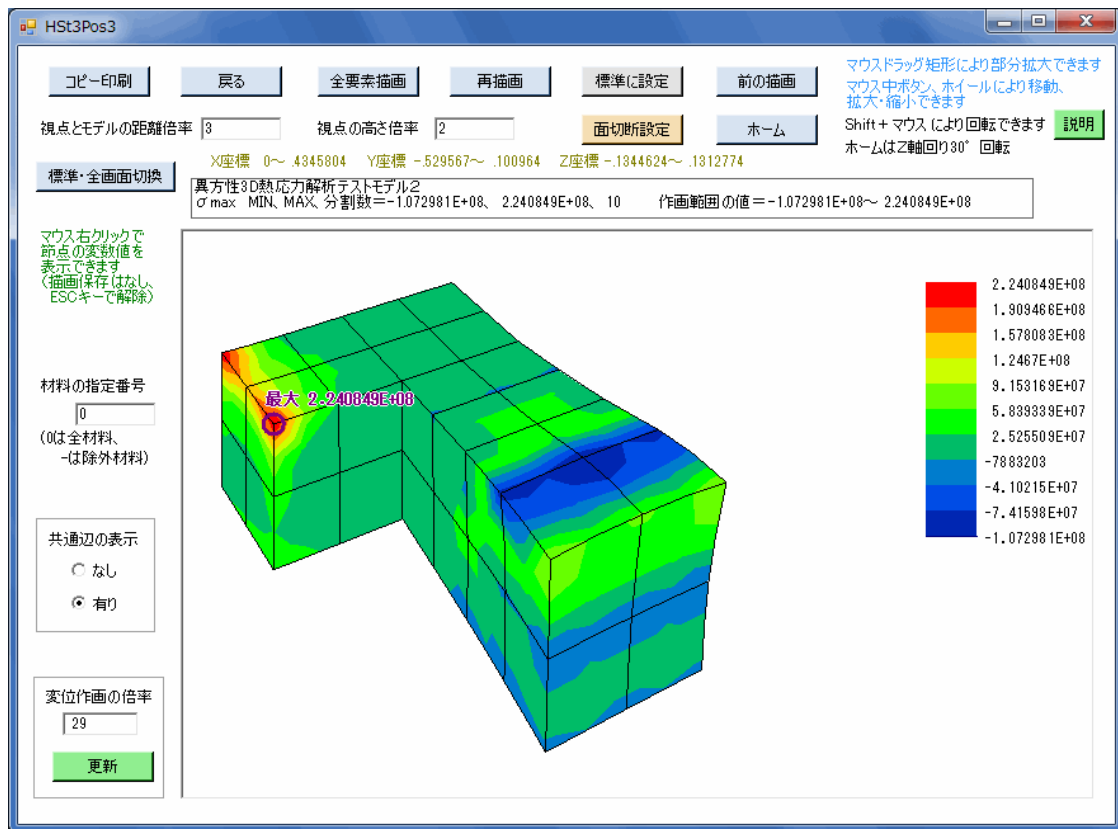 HSt3Pos3
コピー印刷
戻る
全要素描画
再描画
標準に設定
前の描画
マウスドラッグ矩形により部分拡大できます
マウス中ボタン、ホイールにより移動、
拡大・縮小できます
視点とモデルの距離倍率 3
視点の高さ倍率 2
面切断設定
ホーム
Shift+マウスにより回転できます
説明
ホームはZ軸回り30° 回転
標準・全画面切換
X座標 0～ .4345804 Y座標 -.529567～ .100964 Z座標 -.1344624～ .1312774
異方性3D熱応力解析テストモデル2
σmax MIN、MAX、分割数=-1.072981E+08、 2.240849E+08、 10 作画範囲の値=-1.072981E+08～ 2.240849E+08
マウス右クリックで
節点の変数値を
表示できます
(描画保存はなし、
ESCキーで解除)
材料の指定番号
0
(0は全材料、
-は除外材料)
共通辺の表示
なし
有り
変位作画の倍率
29
更新
最大 2.240849E+08
2.240849E+08
1.909466E+08
1.578083E+08
1.2467E+08
9.153169E+07
5.839339E+07
2.525509E+07
-7883203
-4.10215E+07
-7.41598E+07
-1.072981E+08